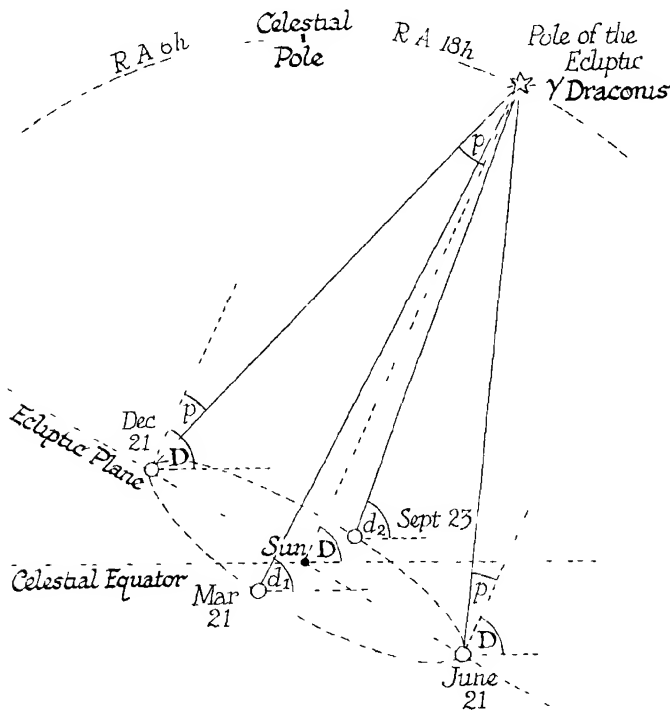 Celestial
Pole
R A 6h
R A 18h
Pole of the
Ecliptic
γ Draconis
p
p
Dec
21
D
Ecliptic Plane
d₂
Sept 23
Sun
D
d₁
Celestial Equator
Mar
21
p
D
June
21